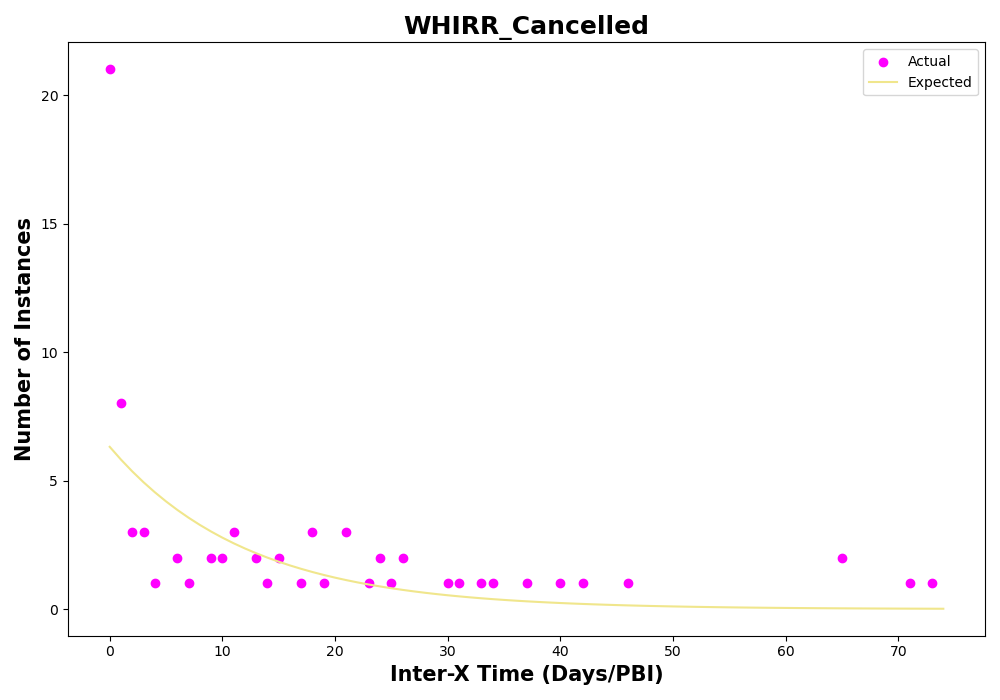 WHIRR_Cancelled
Actual
Expected
20
15
10
5
0
Number of Instances
0 10 20 30 40 50 60 70
Inter-X Time (Days/PBI)